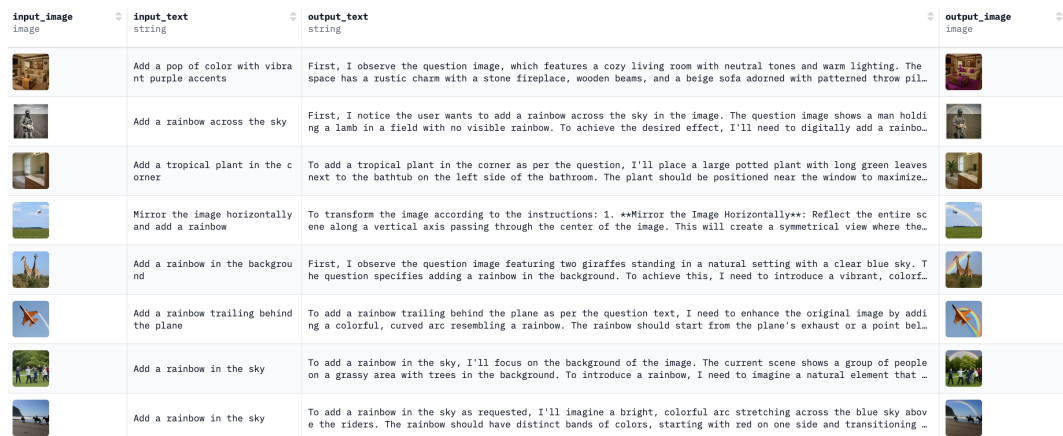 input_image
image
input_text
string
output_text
string
output_image
image
Add a pop of color with vibra
nt purple accents
First, I observe the question image, which features a cozy living room with neutral tones and warm lighting. The
space has a rustic charm with a stone fireplace, wooden beams, and a beige sofa adorned with patterned throw pil…
Add a rainbow across the sky
First, I notice the user wants to add a rainbow across the sky in the image. The question image shows a man holdi
ng a lamb in a field with no visible rainbow. To achieve the desired effect, I'll need to digitally add a rainbo…
Add a tropical plant in the c
orner
To add a tropical plant in the corner as per the question, I'll place a large potted plant with long green leaves
next to the bathtub on the left side of the bathroom. The plant should be positioned near the window to maximize…
Mirror the image horizontally
and add a rainbow
To transform the image according to the instructions: 1. **Mirror the Image Horizontally**: Reflect the entire sc
ene along a vertical axis passing through the center of the image. This will create a symmetrical view where the…
Add a rainbow in the backgrou
nd
First, I observe the question image featuring two giraffes standing in a natural setting with a clear blue sky. T
he question specifies adding a rainbow in the background. To achieve this, I need to introduce a vibrant, colorf…
Add a rainbow trailing behind
the plane
To add a rainbow trailing behind the plane as per the question text, I need to enhance the original image by addi
ng a colorful, curved arc resembling a rainbow. The rainbow should start from the plane's exhaust or a point bel…
Add a rainbow in the sky
To add a rainbow in the sky, I'll focus on the background of the image. The current scene shows a group of people
on a grassy area with trees in the background. To introduce a rainbow, I need to imagine a natural element that …
Add a rainbow in the sky
To add a rainbow in the sky as requested, I'll imagine a bright, colorful arc stretching across the blue sky abov
e the riders. The rainbow should have distinct bands of colors, starting with red on one side and transitioning …